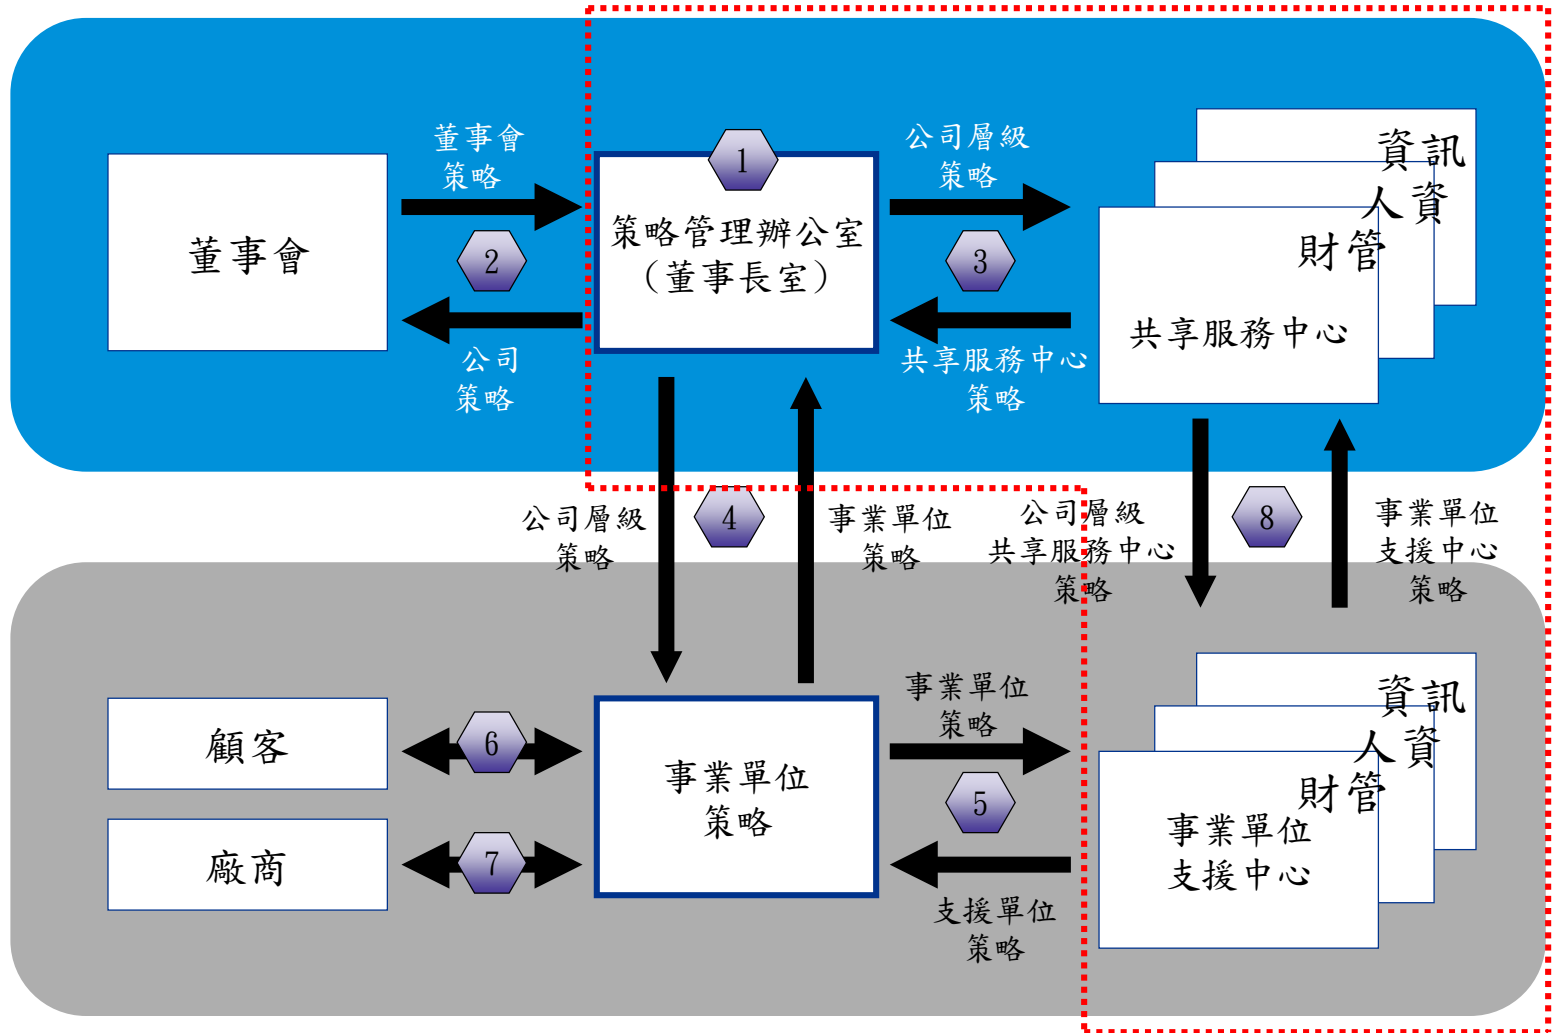 董事會
董事會
策略
2
公司
策略
1
策略管理辦公室
（董事長室）
公司層級
策略
3
共享服務中心
策略
資訊
人資
財管
共享服務中心
公司層級
策略
4
事業單位
策略
公司層級
共享服務中心
策略
8
事業單位
支援中心
策略
顧客
6
廠商
7
事業單位
策略
事業單位
策略
5
支援單位
策略
資訊
人資
財管
事業單位
支援中心